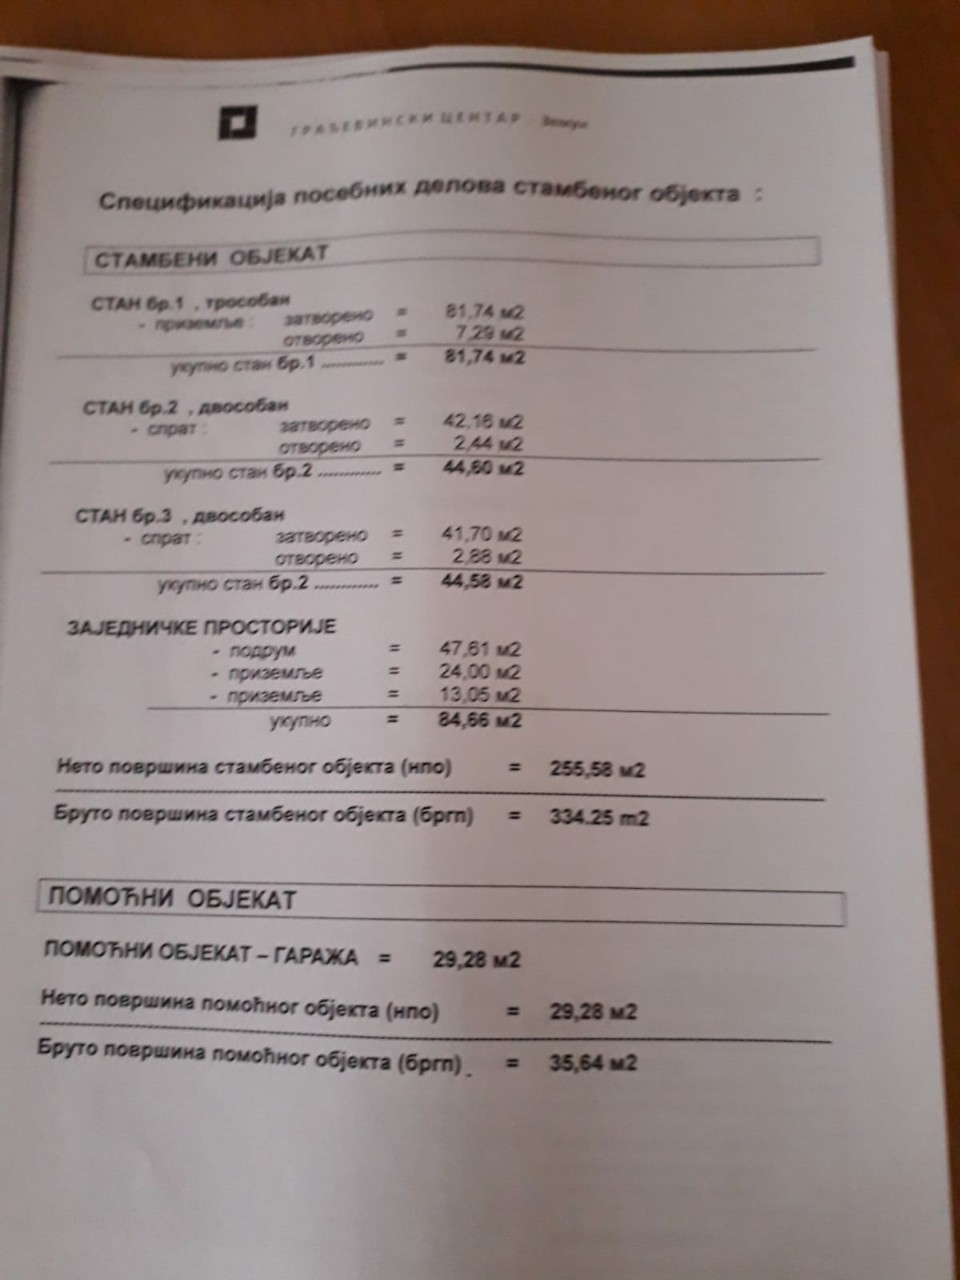 ГРАЂЕВИНСКИ ЦЕНТАР
Спецификација посебних делова стамбеног објекта :
СТАМБЕНИ ОБЈЕКАТ
СТАН бр.1 , трособан
- приземље : затворено = 81,74 м2
отворено = 7,29 м2
укупно стан бр.1 ............ = 81,74 м2
СТАН бр.2 , двособан
- спрат : затворено = 42,16 м2
отворено = 2,44 м2
укупно стан бр.2 ............ = 44,60 м2
СТАН бр.3 , двособан
- спрат : затворено = 41,70 м2
отворено = 2,88 м2
укупно стан бр.2 ............ = 44,58 м2
ЗАЈЕДНИЧКЕ ПРОСТОРИЈЕ
- подрум = 47,61 м2
- приземље = 24,00 м2
- приземље = 13,05 м2
укупно = 84,66 м2
Нето површина стамбеног објекта (нпо) = 255,58 м2
Бруто површина стамбеног објекта (бргп) = 334.25 m2
ПОМОЋНИ ОБЈЕКАТ
ПОМОЋНИ ОБЈЕКАТ – ГАРАЖА = 29,28 м2
Нето површина помоћног објекта (нпо) = 29,28 м2
Бруто површина помоћног објекта (бргп) . = 35,64 м2